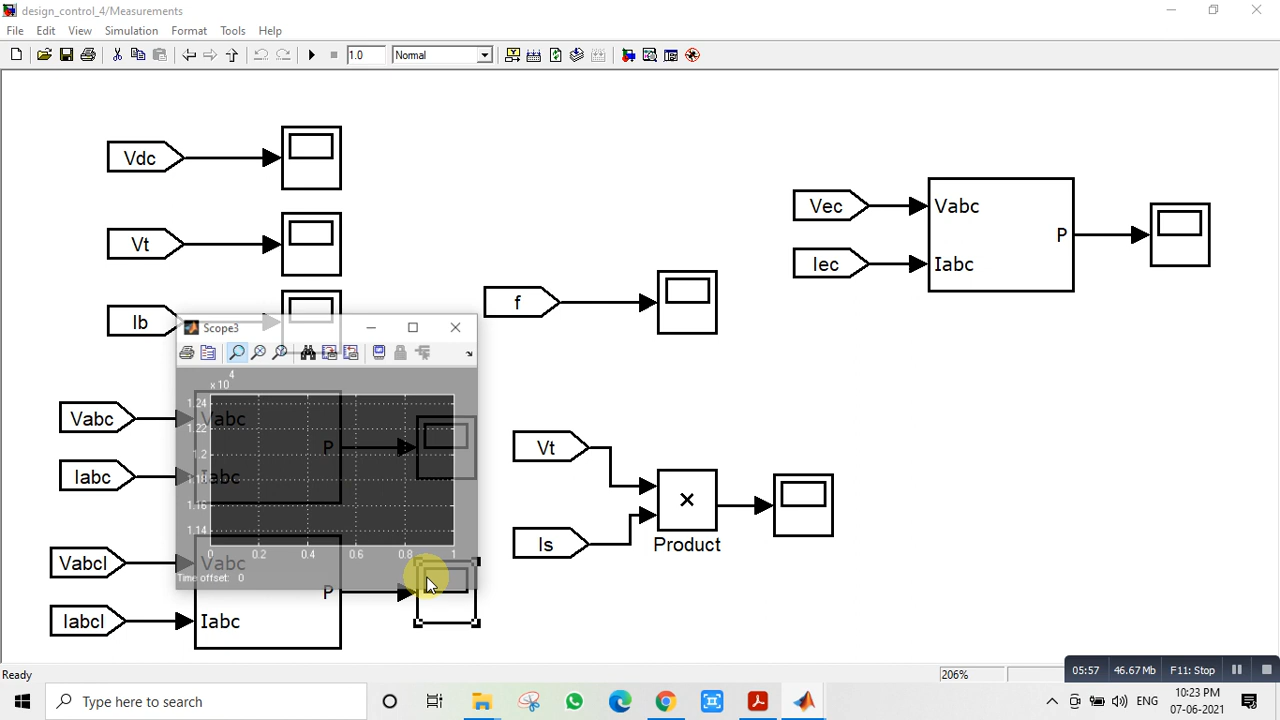 design_control_4/Measurements
File Edit View Simulation Format Tools Help
1.0 Normal
Vdc
Vt
Ib
f
Vec
Iec
Vabc
Iabc
P
Scope3
4
x 10
1.24
1.22
1.2
1.18
1.16
1.14
0 0.2 0.4 0.6 0.8 1
Time offset: 0
Vabc
Iabc
Vabc
Iabc
P
Vabcl
Iabcl
Vabc
Iabc
P
Vt
Is
×
Product
Ready
206%
05:57 46.67 Mb F11: Stop
Type here to search
ENG
10:23 PM
07-06-2021